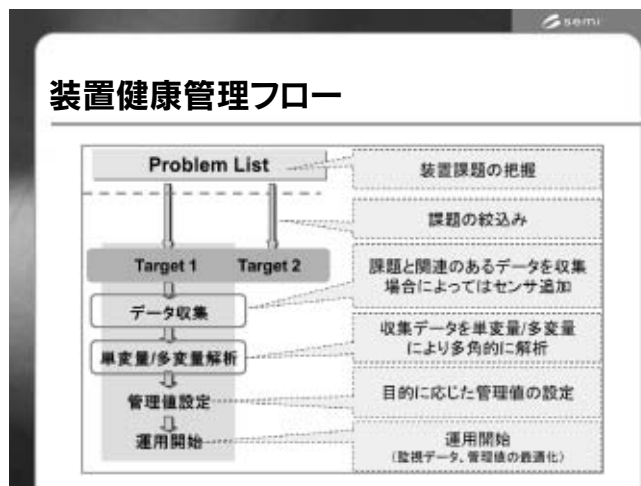 semi
装置健康管理フロー
Problem List
装置課題の把握
課題の絞込み
Target 1
Target 2
課題と関連のあるデータを収集
場合によってはセンサ追加
データ収集
収集データを単変量/多変量
により多角的に解析
単変量/多変量解析
目的に応じた管理値の設定
管理値設定
運用開始
運用開始
(監視データ、管理値の最適化)